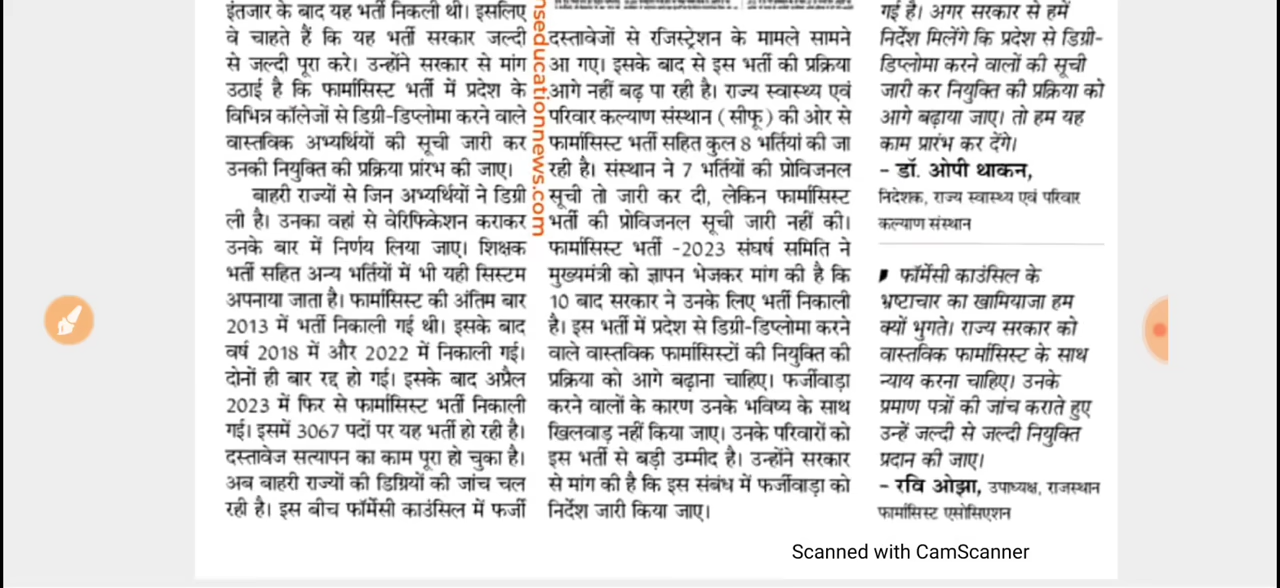 इंतजार के बाद यह भर्ती निकली थी। इसलिए
वे चाहते हैं कि यह भर्ती सरकार जल्दी
से जल्दी पूरा करे। उन्होंने सरकार से मांग
उठाई है कि फार्मासिस्ट भर्ती में प्रदेश के
विभिन्न कॉलेजों से डिग्री-डिप्लोमा करने वाले
वास्तविक अभ्यर्थियों की सूची जारी कर
उनकी नियुक्ति की प्रक्रिया प्रारंभ की जाए।
बाहरी राज्यों से जिन अभ्यर्थियों ने डिग्री
ली है। उनका वहां से वेरिफिकेशन कराकर
उनके बार में निर्णय लिया जाए। शिक्षक
भर्ती सहित अन्य भर्तियों में भी यही सिस्टम
अपनाया जाता है। फार्मासिस्ट की अंतिम बार
2013 में भर्ती निकाली गई थी। इसके बाद
वर्ष 2018 में और 2022 में निकाली गई।
दोनों ही बार रद्द हो गई। इसके बाद अप्रैल
2023 में फिर से फार्मासिस्ट भर्ती निकाली
गई। इसमें 3067 पदों पर यह भर्ती हो रही है।
दस्तावेज सत्यापन का काम पूरा हो चुका है।
अब बाहरी राज्यों की डिग्रियों की जांच चल
रही है। इस बीच फॉर्मेसी काउंसिल में फर्जी
nseducationnews.com
दस्तावेजों से रजिस्ट्रेशन के मामले सामने
आ गए। इसके बाद से इस भर्ती की प्रक्रिया
आगे नहीं बढ़ पा रही है। राज्य स्वास्थ्य एवं
परिवार कल्याण संस्थान (सीफू) की ओर से
फार्मासिस्ट भर्ती सहित कुल 8 भर्तियां की जा
रही है। संस्थान ने 7 भर्तियों की प्रोविजनल
सूची तो जारी कर दी, लेकिन फार्मासिस्ट
भर्ती की प्रोविजनल सूची जारी नहीं की।
फार्मासिस्ट भर्ती -2023 संघर्ष समिति ने
मुख्यमंत्री को ज्ञापन भेजकर मांग की है कि
10 बाद सरकार ने उनके लिए भर्ती निकाली
है। इस भर्ती में प्रदेश से डिग्री-डिप्लोमा करने
वाले वास्तविक फार्मासिस्टों की नियुक्ति की
प्रक्रिया को आगे बढ़ाना चाहिए। फर्जीवाड़ा
करने वालों के कारण उनके भविष्य के साथ
खिलवाड़ नहीं किया जाए। उनके परिवारों को
इस भर्ती से बड़ी उम्मीद है। उन्होंने सरकार
से मांग की है कि इस संबंध में फर्जीवाड़ा को
निर्देश जारी किया जाए।
गई है। अगर सरकार से हमें
निर्देश मिलेंगे कि प्रदेश से डिग्री-
डिप्लोमा करने वालों की सूची
जारी कर नियुक्ति की प्रक्रिया को
आगे बढ़ाया जाए। तो हम यह
काम प्रारंभ कर देंगे।
- डॉ. ओपी थाकन,
निदेशक, राज्य स्वास्थ्य एवं परिवार
कल्याण संस्थान
फॉर्मेसी काउंसिल के
भ्रष्टाचार का खामियाजा हम
क्यों भुगते। राज्य सरकार को
वास्तविक फार्मासिस्ट के साथ
न्याय करना चाहिए। उनके
प्रमाण पत्रों की जांच कराते हुए
उन्हें जल्दी से जल्दी नियुक्ति
प्रदान की जाए।
- रवि ओझा, उपाध्यक्ष, राजस्थान
फार्मासिस्ट एसोसिएशन
Scanned with CamScanner